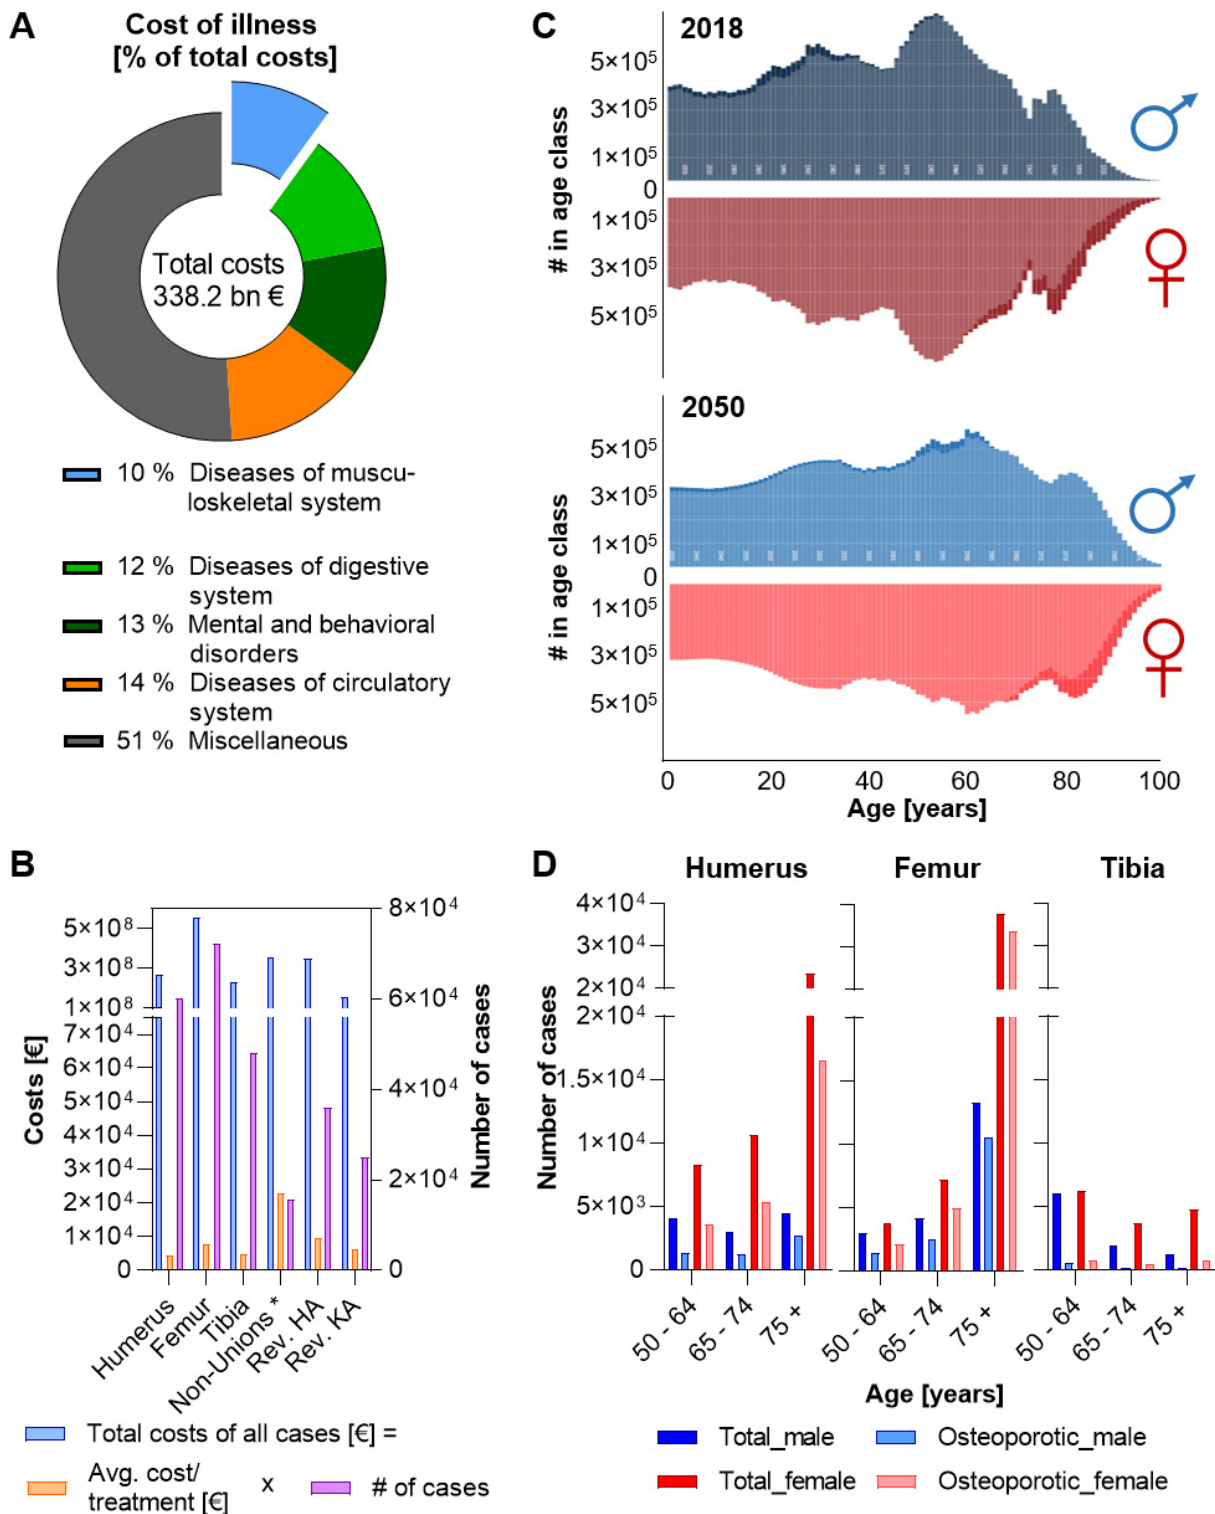 A
Cost of illness
[% of total costs]
Total costs
338.2 bn €
10 % Diseases of muscu-
loskeletal system
12 % Diseases of digestive
system
13 % Mental and behavioral
disorders
14 % Diseases of circulatory
system
51 % Miscellaneous
C
2018
# in age class
5×10⁵
3×10⁵
1×10⁵
0
1×10⁵
3×10⁵
5×10⁵
2050
# in age class
5×10⁵
3×10⁵
1×10⁵
0
1×10⁵
3×10⁵
5×10⁵
0 20 40 60 80 100
Age [years]
B
Costs [€]
5×10⁸
3×10⁸
1×10⁸
7×10⁴
6×10⁴
5×10⁴
4×10⁴
3×10⁴
2×10⁴
1×10⁴
0
8×10⁴
6×10⁴
4×10⁴
2×10⁴
0
Number of cases
Humerus
Femur
Tibia
Non-Unions *
Rev. HA
Rev. KA
Total costs of all cases [€] =
Avg. cost/
treatment [€]
x
# of cases
D
Humerus Femur Tibia
Number of cases
4×10⁴
3×10⁴
2×10⁴
2×10⁴
1.5×10⁴
1×10⁴
5×10³
0
50 - 64
65 - 74
75 +
50 - 64
65 - 74
75 +
50 - 64
65 - 74
75 +
Age [years]
Total_male
Osteoporotic_male
Total_female
Osteoporotic_female